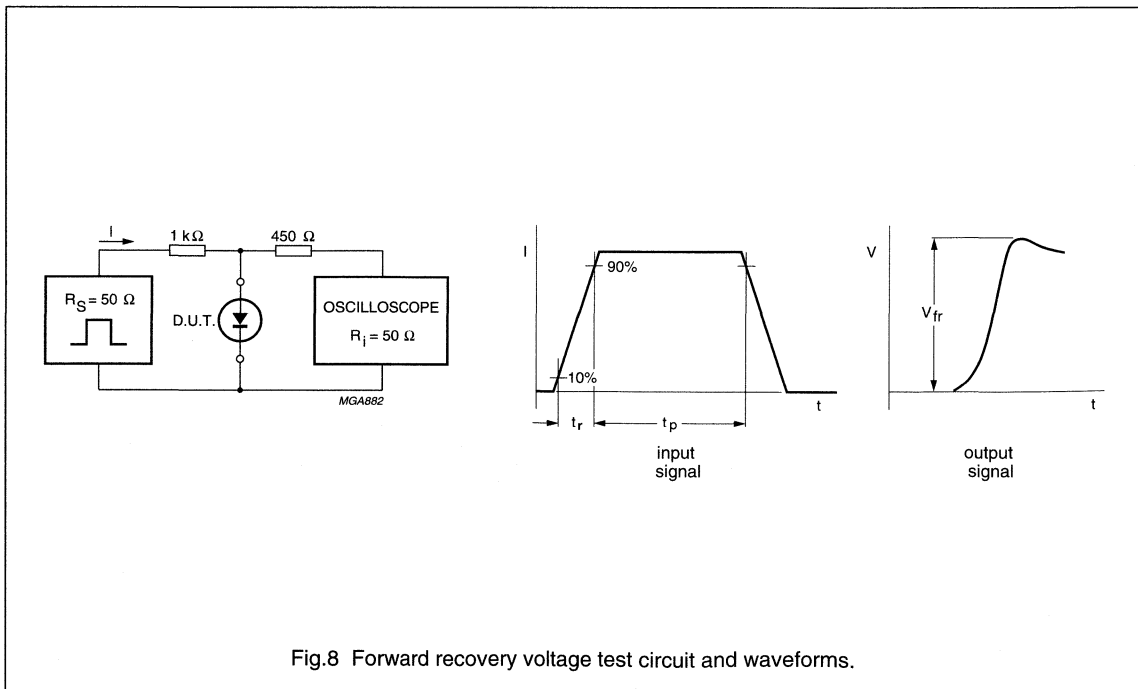 I
1 kΩ
450 Ω
R_S = 50 Ω
D.U.T.
OSCILLOSCOPE
R_i = 50 Ω
MGA882
I
90%
10%
t_r
t_p
t
input
signal
V
V_fr
t
output
signal
Fig.8 Forward recovery voltage test circuit and waveforms.